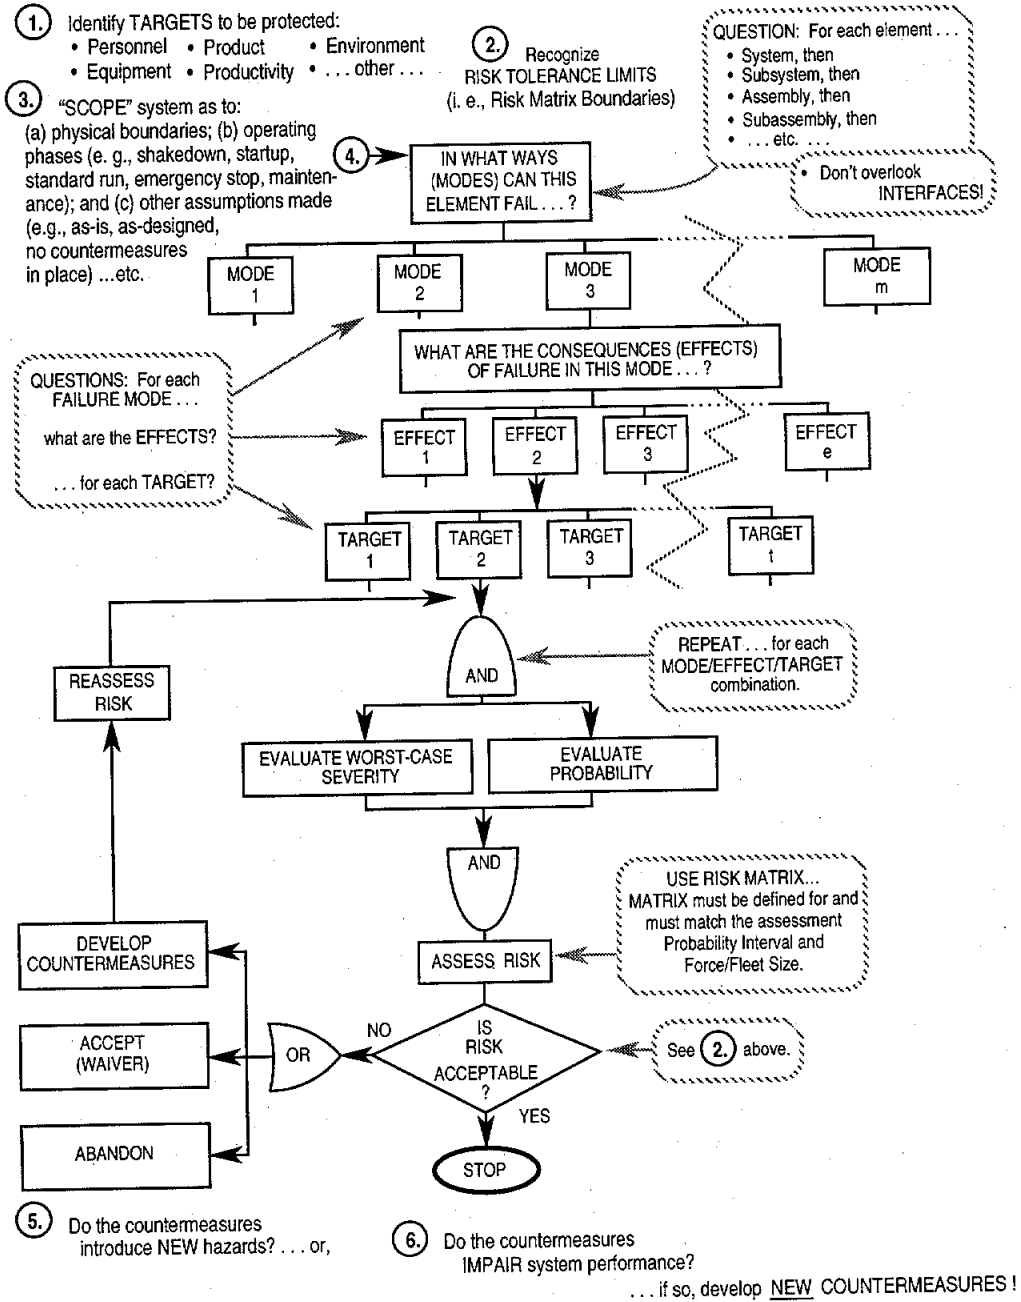 1. Identify TARGETS to be protected:
• Personnel • Product • Environment
• Equipment • Productivity • ... other ...
2. Recognize
RISK TOLERANCE LIMITS
(i. e., Risk Matrix Boundaries)
QUESTION: For each element . . .
• System, then
• Subsystem, then
• Assembly, then
• Subassembly, then
• ... etc. ...
• Don't overlook
INTERFACES!
3. “SCOPE” system as to:
(a) physical boundaries; (b) operating
phases (e. g., shakedown, startup,
standard run, emergency stop, mainten-
ance); and (c) other assumptions made
(e.g., as-is, as-designed,
no countermeasures
in place) ...etc.
4.
IN WHAT WAYS
(MODES) CAN THIS
ELEMENT FAIL . . . ?
MODE
1
MODE
2
MODE
3
MODE
m
WHAT ARE THE CONSEQUENCES (EFFECTS)
OF FAILURE IN THIS MODE . . . ?
QUESTIONS: For each
FAILURE MODE . . .
what are the EFFECTS?
. . . for each TARGET?
EFFECT
1
EFFECT
2
EFFECT
3
EFFECT
e
TARGET
1
TARGET
2
TARGET
3
TARGET
t
AND
REPEAT . . . for each
MODE/EFFECT/TARGET
combination.
REASSESS
RISK
EVALUATE WORST-CASE
SEVERITY
EVALUATE
PROBABILITY
AND
USE RISK MATRIX...
MATRIX must be defined for and
must match the assessment
Probability Interval and
Force/Fleet Size.
ASSESS RISK
DEVELOP
COUNTERMEASURES
ACCEPT
(WAIVER)
ABANDON
OR
NO
IS
RISK
ACCEPTABLE
?
See 2. above.
YES
STOP
5. Do the countermeasures
introduce NEW hazards? . . . or,
6. Do the countermeasures
IMPAIR system performance?
. . . if so, develop NEW COUNTERMEASURES !